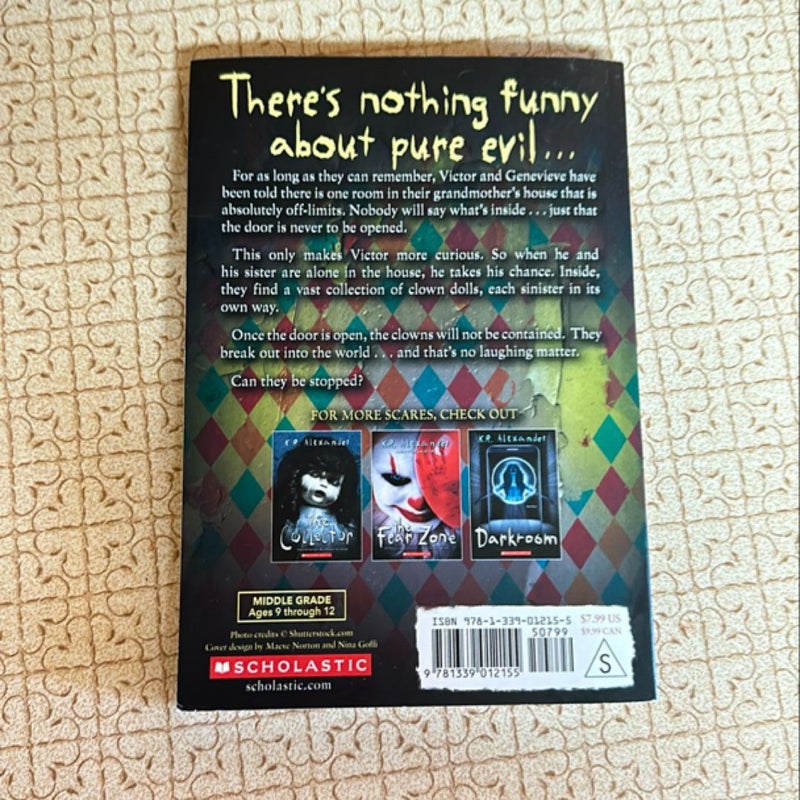 There's nothing funny
about pure evil...
For as long as they can remember, Victor and Genevieve have
been told there is one room in their grandmother's house that is
absolutely off-limits. Nobody will say what's inside . . . just that
the door is never to be opened.
This only makes Victor more curious. So when he and
his sister are alone in the house, he takes his chance. Inside,
they find a vast collection of clown dolls, each sinister in its
own way.
Once the door is open, the clowns will not be contained. They
break out into the world . . . and that's no laughing matter.
Can they be stopped?
FOR MORE SCARES, CHECK OUT
K.R. Alexander
The
Collector
K.R. Alexander
The
Fear Zone
K.R. Alexander
Darkroom
MIDDLE GRADE
Ages 9 through 12
Photo credits © Shutterstock.com
Cover design by Maeve Norton and Nina Goffi
SCHOLASTIC
scholastic.com
ISBN 978-1-339-01215-5
50799
9 781339 012155
$7.99 US
$9.99 CAN
S